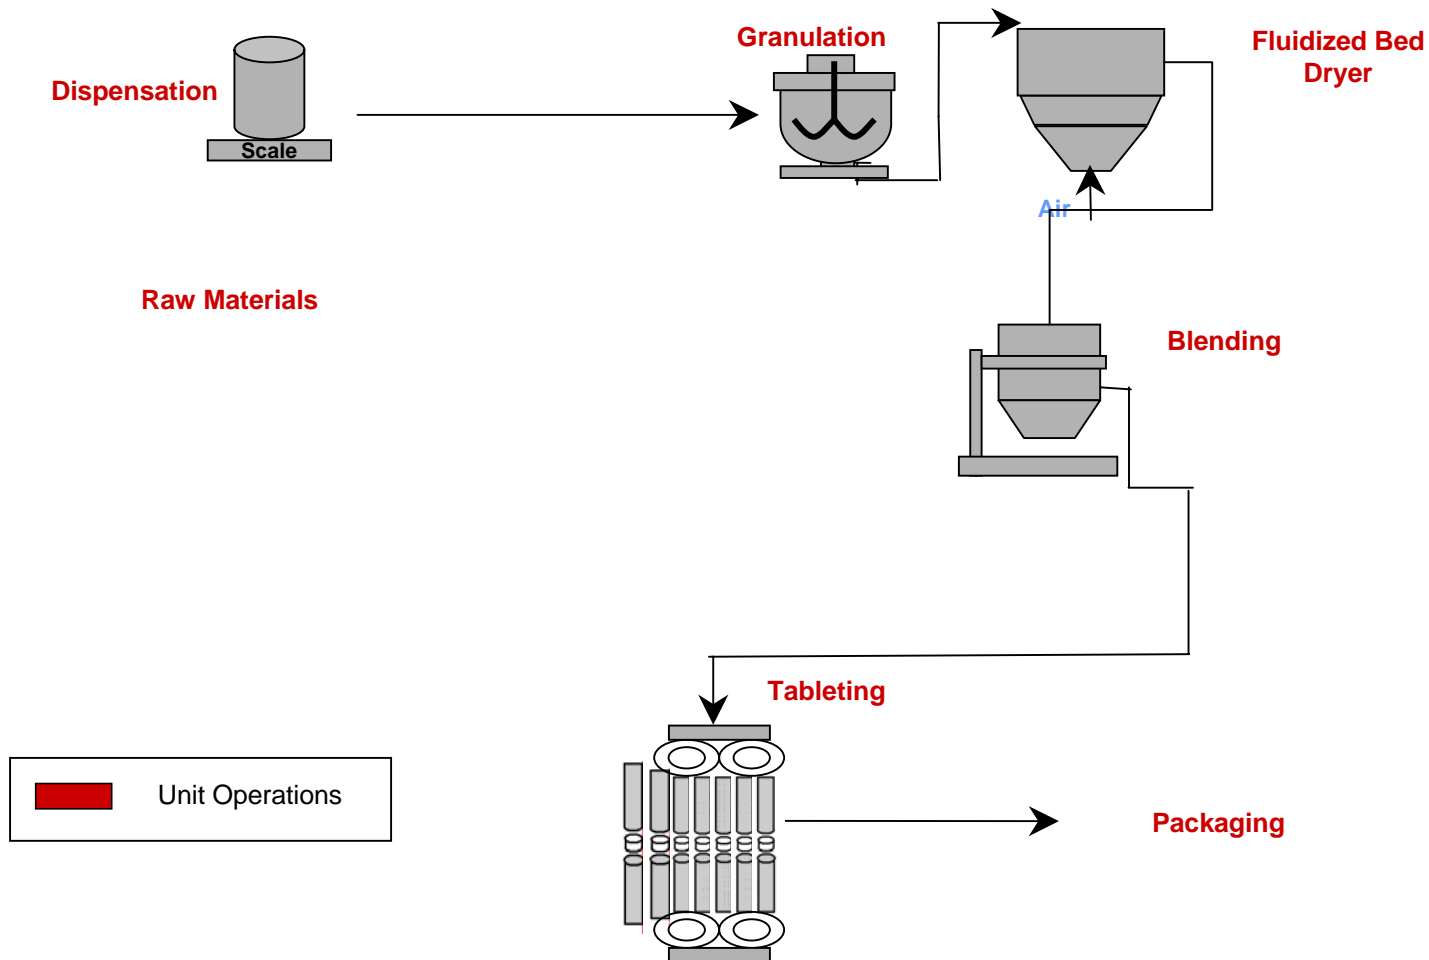 Granulation
Fluidized Bed
Dryer
Dispensation
Scale
Air
Raw Materials
Blending
Tableting
Unit Operations
Packaging